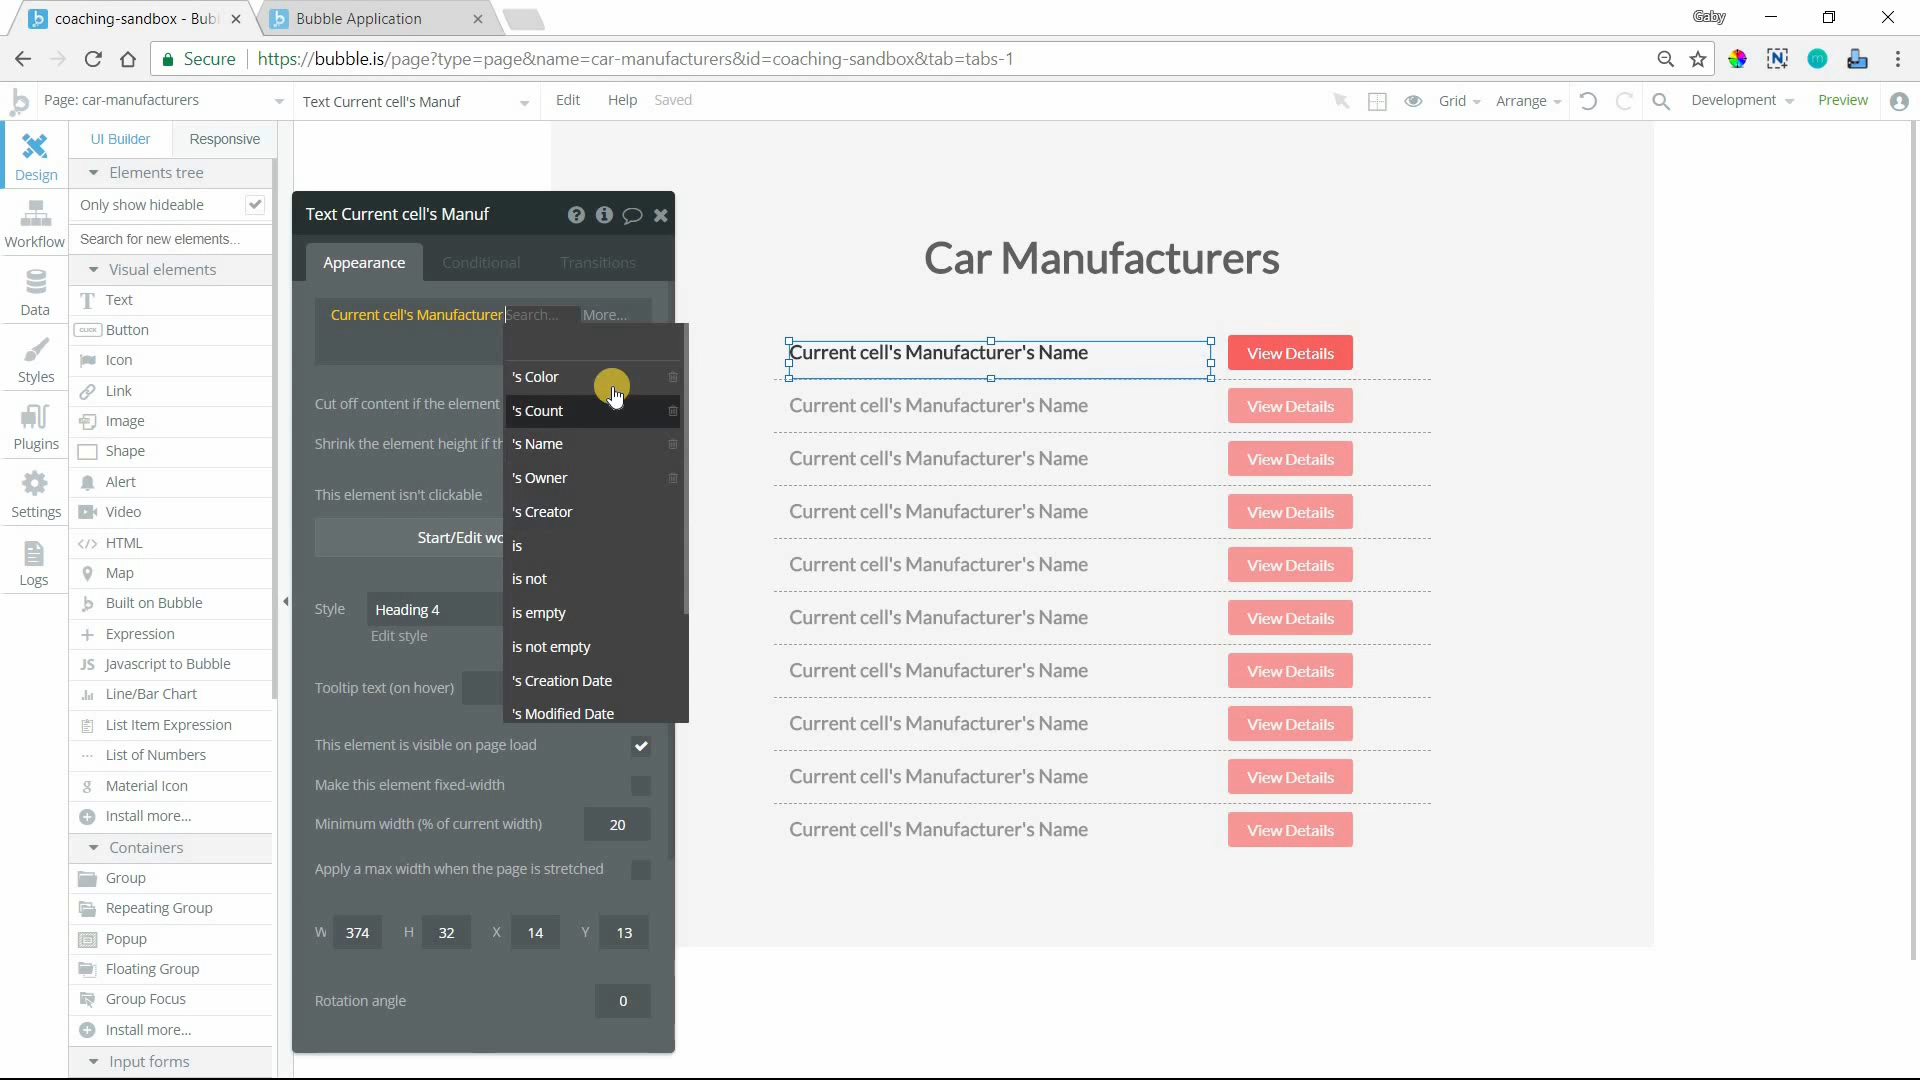 coaching-sandbox - Bub
Bubble Application
Gaby
Secure
https://bubble.is/page?type=page&name=car-manufacturers&id=coaching-sandbox&tab=tabs-1
Page: car-manufacturers
Text Current cell's Manuf
Edit
Help
Saved
Grid
Arrange
Development
Preview
Design
Workflow
Data
Styles
Plugins
Settings
Logs
UI Builder
Responsive
Elements tree
Only show hideable
Search for new elements...
Visual elements
Text
CLICK
Button
Icon
Link
Image
Shape
Alert
Video
HTML
Map
Built on Bubble
Expression
JS Javascript to Bubble
Line/Bar Chart
List Item Expression
List of Numbers
g Material Icon
Install more...
Containers
Group
Repeating Group
Popup
Floating Group
Group Focus
Install more...
Input forms
Text Current cell's Manuf
Appearance
Conditional
Transitions
Current cell's Manufacturer Search... More...
's Color
's Count
's Name
's Owner
's Creator
is
is not
is empty
is not empty
's Creation Date
's Modified Date
Cut off content if the element
Shrink the element height if th
This element isn't clickable
Start/Edit wo
Style
Heading 4
Edit style
Tooltip text (on hover)
This element is visible on page load
Make this element fixed-width
Minimum width (% of current width) 20
Apply a max width when the page is stretched
W 374 H 32 X 14 Y 13
Rotation angle 0
Car Manufacturers
Current cell's Manufacturer's Name View Details
Current cell's Manufacturer's Name View Details
Current cell's Manufacturer's Name View Details
Current cell's Manufacturer's Name View Details
Current cell's Manufacturer's Name View Details
Current cell's Manufacturer's Name View Details
Current cell's Manufacturer's Name View Details
Current cell's Manufacturer's Name View Details
Current cell's Manufacturer's Name View Details
Current cell's Manufacturer's Name View Details